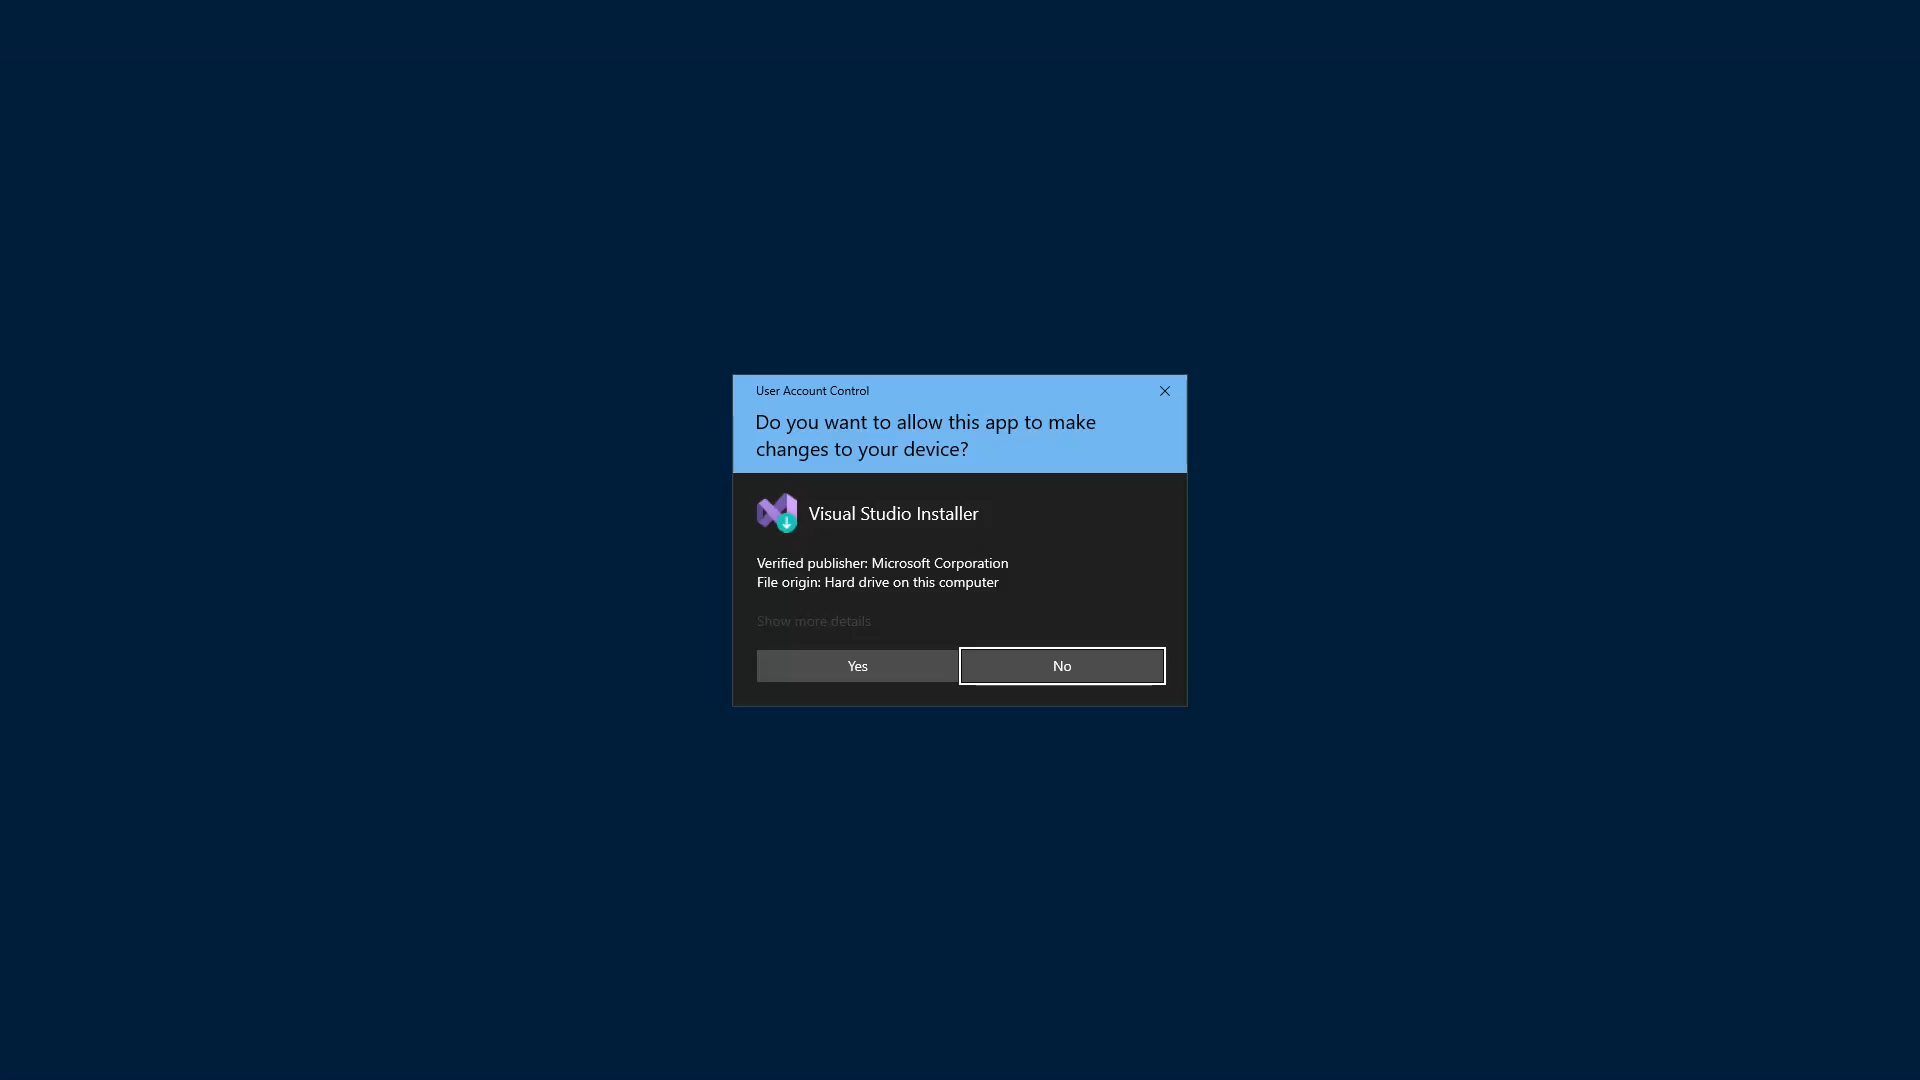 User Account Control
Do you want to allow this app to make
changes to your device?
Visual Studio Installer
Verified publisher: Microsoft Corporation
File origin: Hard drive on this computer
Show more details
Yes
No